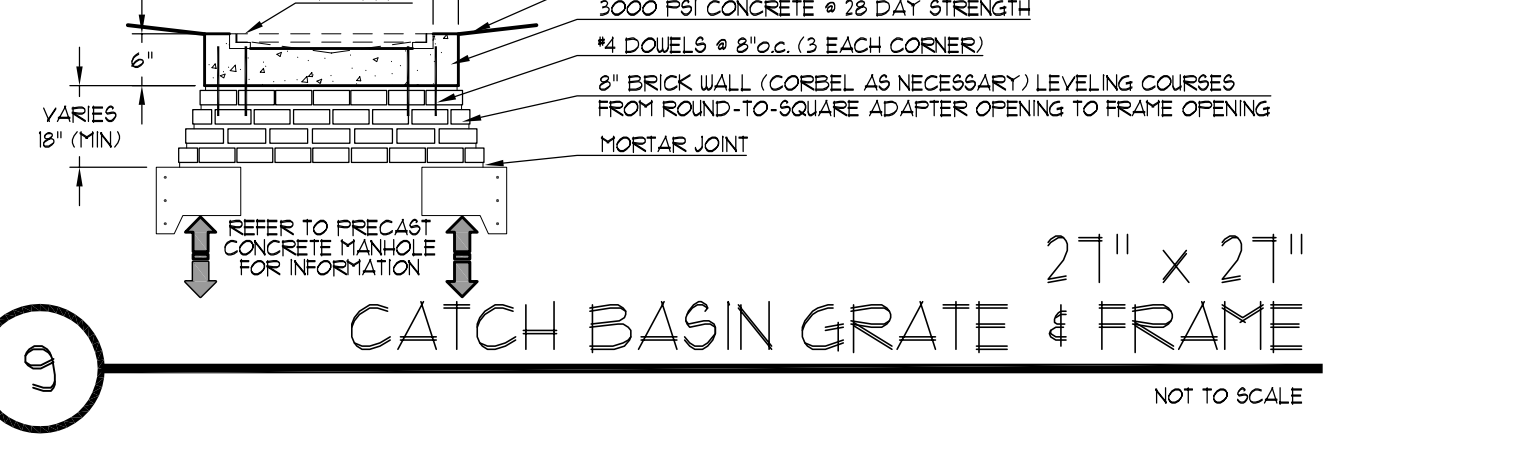 3000 PSI CONCRETE @ 28 DAY STRENGTH
#4 DOWELS @ 8"o.c. (3 EACH CORNER)
6"
8" BRICK WALL (CORBEL AS NECESSARY) LEVELING COURSES
FROM ROUND-TO-SQUARE ADAPTER OPENING TO FRAME OPENING
VARIES
18" (MIN)
MORTAR JOINT
REFER TO PRECAST
CONCRETE MANHOLE
FOR INFORMATION
27" x 27"
CATCH BASIN GRATE & FRAME
9
NOT TO SCALE